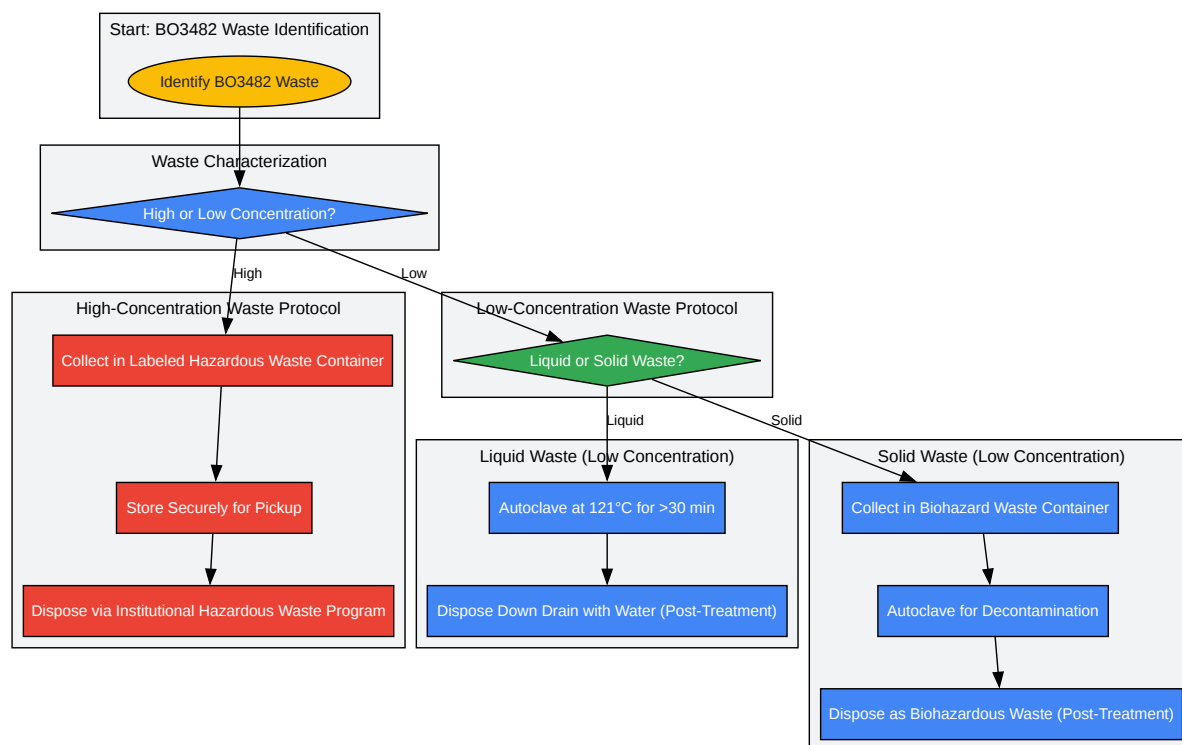 Start: BO3482 Waste Identification
Identify BO3482 Waste
Waste Characterization
High or Low Concentration?
High
Low
High-Concentration Waste Protocol
Collect in Labeled Hazardous Waste Container
Store Securely for Pickup
Dispose via Institutional Hazardous Waste Program
Low-Concentration Waste Protocol
Liquid or Solid Waste?
Liquid
Solid
Liquid Waste (Low Concentration)
Autoclave at 121°C for >30 min
Dispose Down Drain with Water (Post-Treatment)
Solid Waste (Low Concentration)
Collect in Biohazard Waste Container
Autoclave for Decontamination
Dispose as Biohazardous Waste (Post-Treatment)